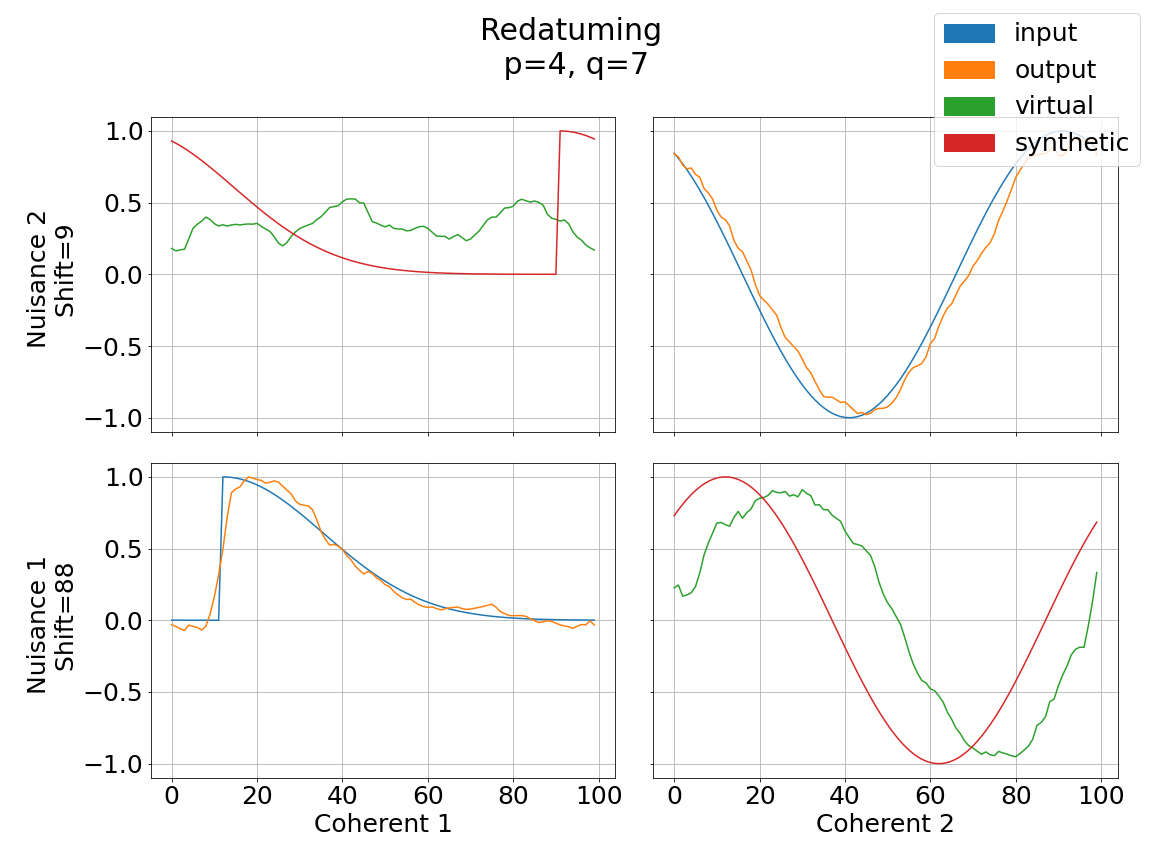 Redatuming
p=4, q=7
input
output
virtual
synthetic
Nuisance 2
Shift=9
1.0
0.5
0.0
−0.5
−1.0
0
20
40
60
80
100
Nuisance 1
Shift=88
1.0
0.5
0.0
−0.5
−1.0
0
20
40
60
80
100
Coherent 1
Coherent 2